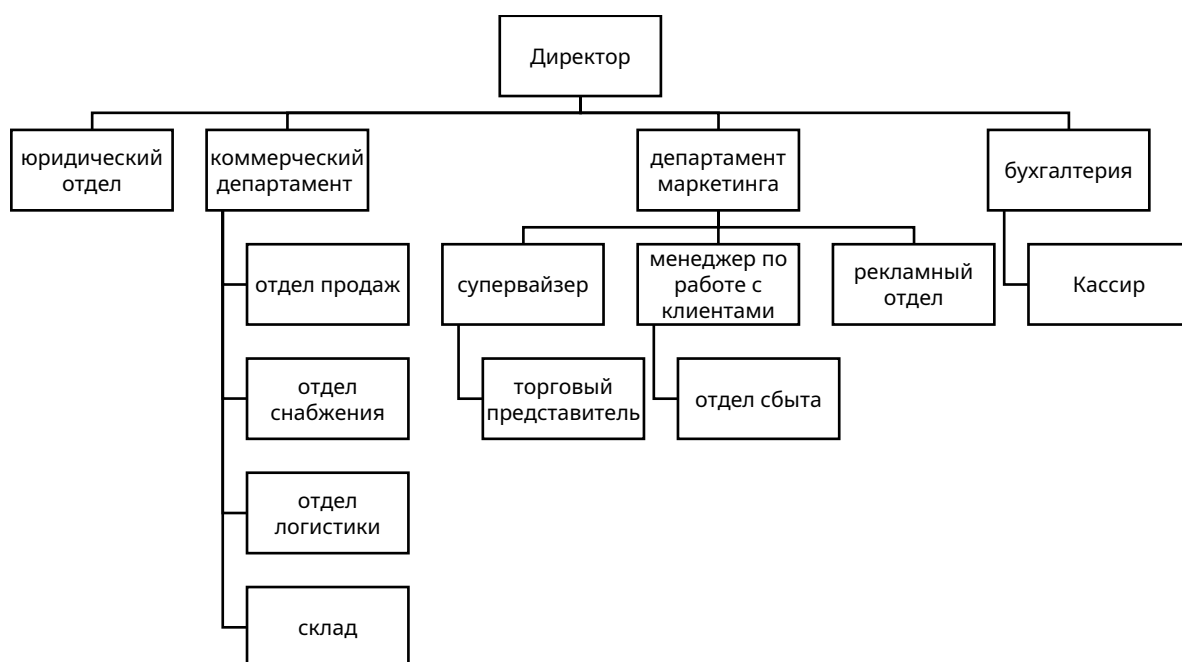 Директор
юридический
отдел
коммерческий
департамент
департамент
маркетинга
бухгалтерия
отдел продаж
супервайзер
менеджер по
работе с
клиентами
рекламный
отдел
Кассир
отдел
снабжения
торговый
представитель
отдел сбыта
отдел
логистики
склад